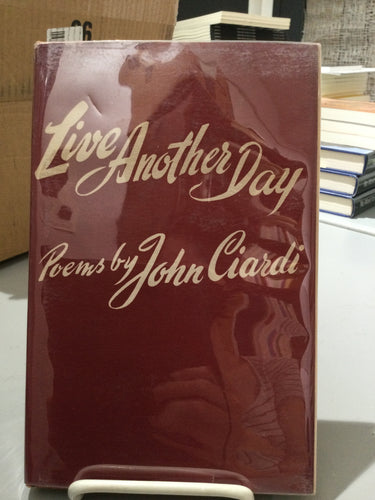 Live Another Day
Poems by John Ciardi